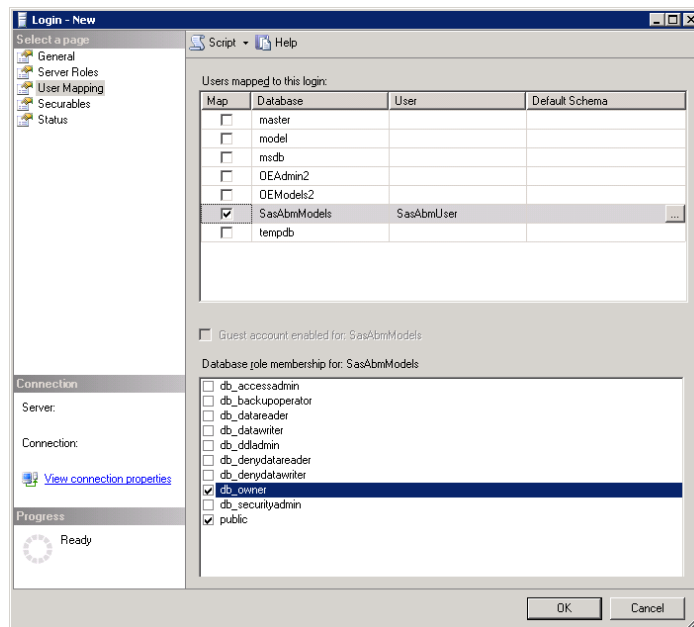 Login - New
Select a page
General
Server Roles
User Mapping
Securables
Status
Script Help
Users mapped to this login:
Map Database User Default Schema
master
model
msdb
OEAdmin2
OEModels2
SasAbmModels SasAbmUser ...
tempdb
Guest account enabled for: SasAbmModels
Database role membership for: SasAbmModels
db_accessadmin
db_backupoperator
db_datareader
db_datawriter
db_ddladmin
db_denydatareader
db_denydatawriter
db_owner
db_securityadmin
public
Connection
Server:
Connection:
View connection properties
Progress
Ready
OK Cancel